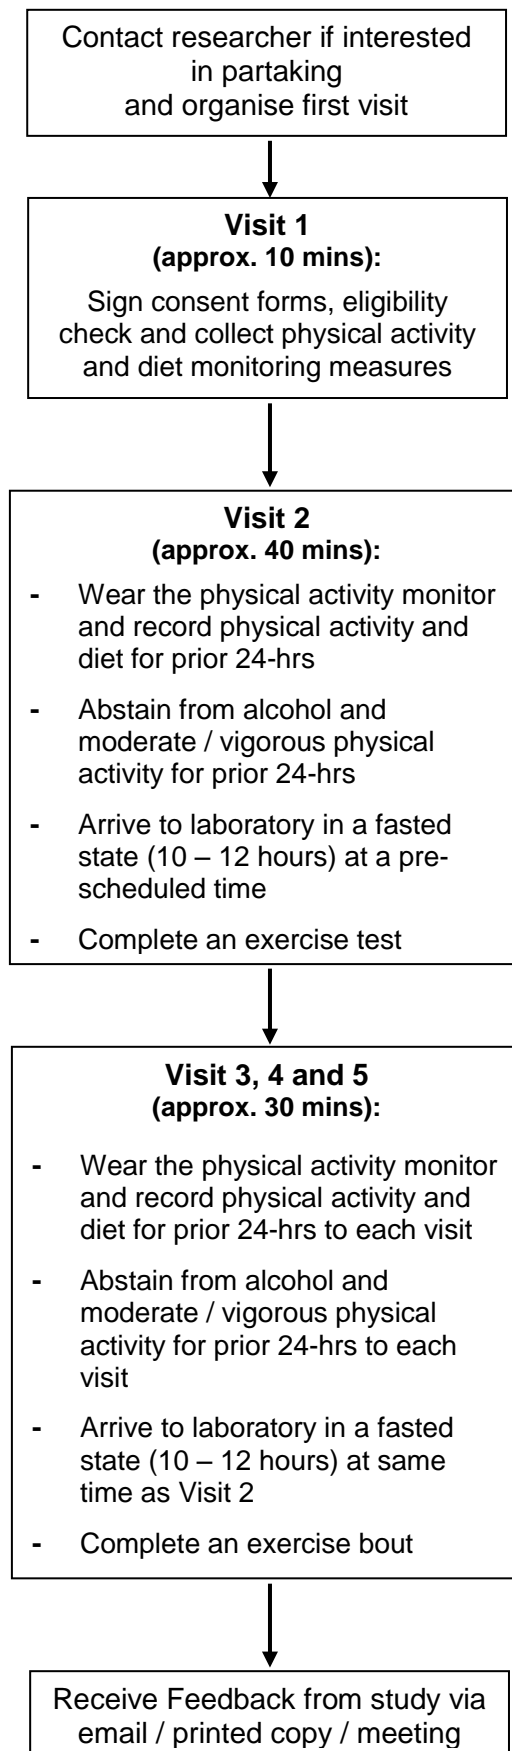 Contact researcher if interested
in partaking
and organise first visit
Visit 1
(approx. 10 mins):
Sign consent forms, eligibility
check and collect physical activity
and diet monitoring measures
Visit 2
(approx. 40 mins):
- Wear the physical activity monitor
and record physical activity and
diet for prior 24-hrs
- Abstain from alcohol and
moderate / vigorous physical
activity for prior 24-hrs
- Arrive to laboratory in a fasted
state (10 – 12 hours) at a pre-
scheduled time
- Complete an exercise test
Visit 3, 4 and 5
(approx. 30 mins):
- Wear the physical activity monitor
and record physical activity and
diet for prior 24-hrs to each visit
- Abstain from alcohol and
moderate / vigorous physical
activity for prior 24-hrs to each
visit
- Arrive to laboratory in a fasted
state (10 – 12 hours) at same
time as Visit 2
- Complete an exercise bout
Receive Feedback from study via
email / printed copy / meeting